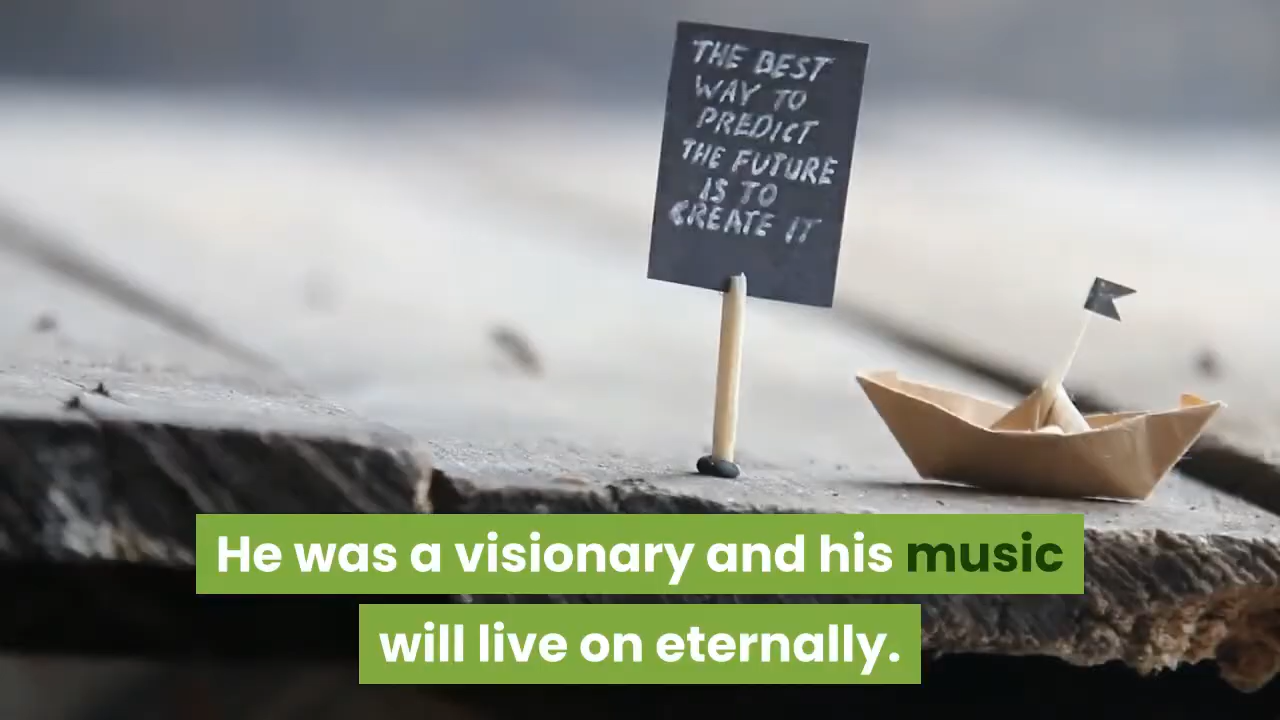 THE BEST
WAY TO
PREDICT
THE FUTURE
IS TO
CREATE IT
He was a visionary and his music
will live on eternally.